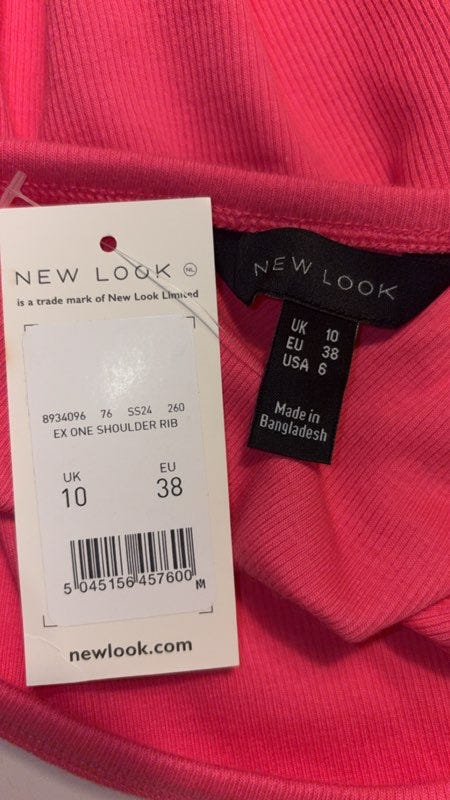 NEW LOOK NL
is a trade mark of New Look Limited
8934096 76 SS24 260
EX ONE SHOULDER RIB
UK EU
10 38
5 045156 457600 M
newlook.com
NEW LOOK
UK 10
EU 38
USA 6
Made in
Bangladesh